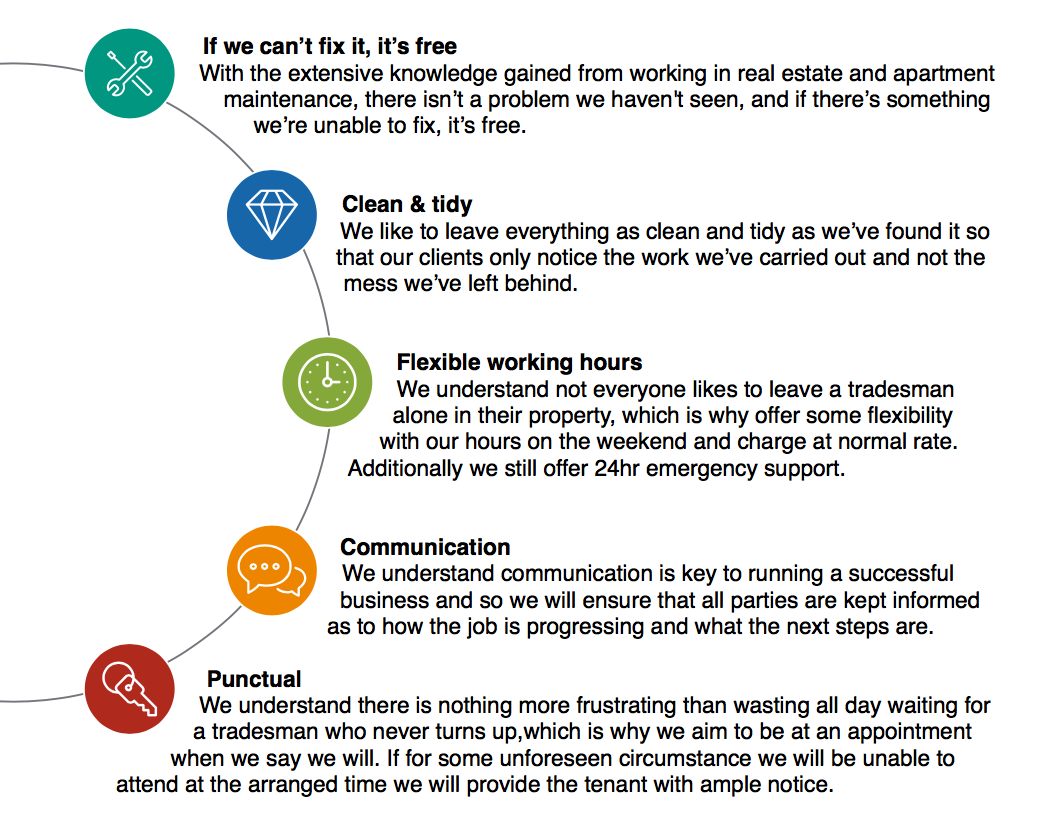 If we can’t fix it, it’s free
With the extensive knowledge gained from working in real estate and apartment
maintenance, there isn’t a problem we haven't seen, and if there’s something
we’re unable to fix, it’s free.
Clean & tidy
We like to leave everything as clean and tidy as we’ve found it so
that our clients only notice the work we’ve carried out and not the
mess we’ve left behind.
Flexible working hours
We understand not everyone likes to leave a tradesman
alone in their property, which is why offer some flexibility
with our hours on the weekend and charge at normal rate.
Additionally we still offer 24hr emergency support.
Communication
We understand communication is key to running a successful
business and so we will ensure that all parties are kept informed
as to how the job is progressing and what the next steps are.
Punctual
We understand there is nothing more frustrating than wasting all day waiting for
a tradesman who never turns up,which is why we aim to be at an appointment
when we say we will. If for some unforeseen circumstance we will be unable to
attend at the arranged time we will provide the tenant with ample notice.